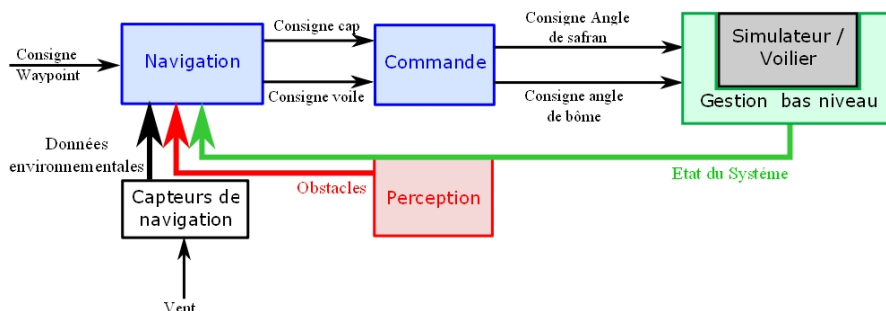 Consigne
Waypoint
Navigation
Consigne cap
Consigne voile
Commande
Consigne Angle
de safran
Consigne angle
de bôme
Simulateur /
Voilier
Gestion bas niveau
Données
environnementales
Obstacles
Perception
Etat du Systéme
Capteurs de
navigation
Vent